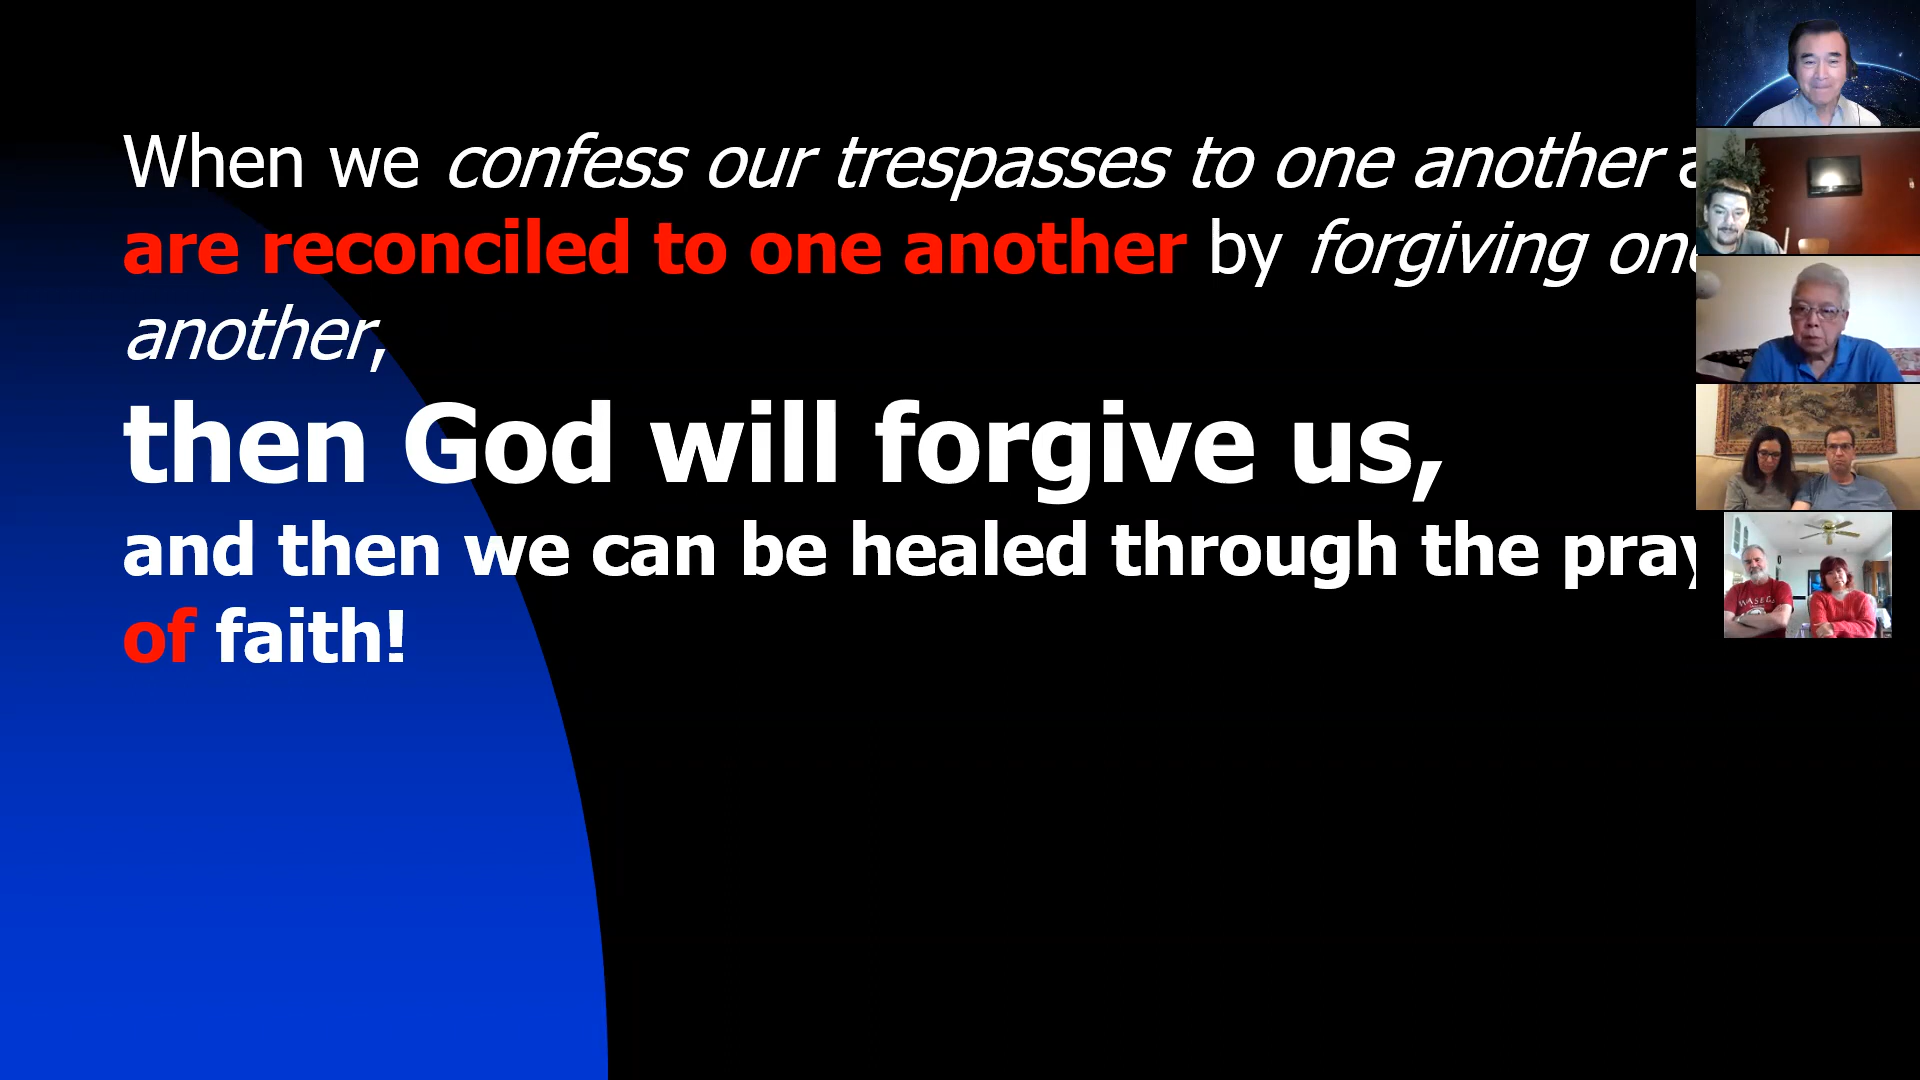 When we confess our trespasses to one another
are reconciled to one another by forgiving one
another,
then God will forgive us,
and then we can be healed through the
of faith!